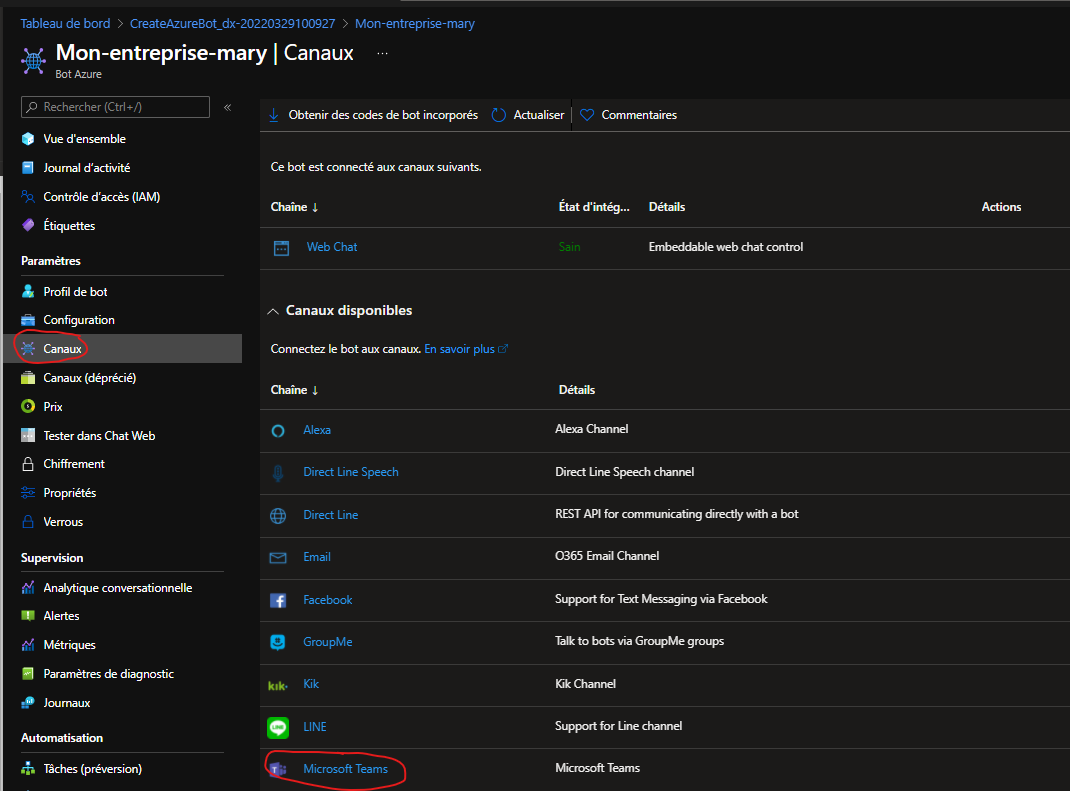 Tableau de bord > CreateAzureBot_dx-20220329100927 > Mon-entreprise-mary
Mon-entreprise-mary | Canaux ...
Bot Azure
Rechercher (Ctrl+/) «
Vue d'ensemble
Journal d'activité
Contrôle d'accès (IAM)
Étiquettes
Paramètres
Profil de bot
Configuration
Canaux
Canaux (déprécié)
Prix
Tester dans Chat Web
Chiffrement
Propriétés
Verrous
Supervision
Analytique conversationnelle
Alertes
Métriques
Paramètres de diagnostic
Journaux
Automatisation
Tâches (préversion)
Obtenir des codes de bot incorporés Actualiser Commentaires
Ce bot est connecté aux canaux suivants.
Chaîne ↓ État d'intég... Détails Actions
Web Chat Sain Embeddable web chat control
Canaux disponibles
Connectez le bot aux canaux. En savoir plus
Chaîne ↓ Détails
Alexa Alexa Channel
Direct Line Speech Direct Line Speech channel
Direct Line REST API for communicating directly with a bot
Email O365 Email Channel
Facebook Support for Text Messaging via Facebook
GroupMe Talk to bots via GroupMe groups
kik Kik Kik Channel
LINE LINE Support for Line channel
Microsoft Teams Microsoft Teams